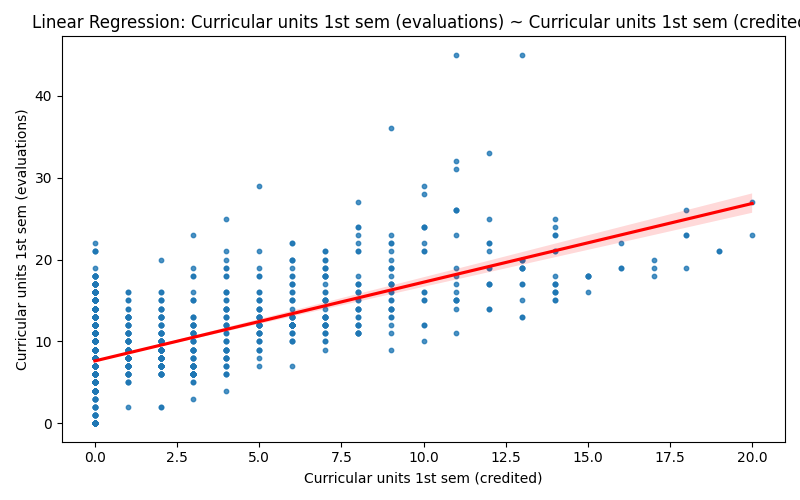 Linear Regression: Curricular units 1st sem (evaluations) ~ Curricular units 1st sem (credite
40
30
20
10
0
Curricular units 1st sem (evaluations)
0.0 2.5 5.0 7.5 10.0 12.5 15.0 17.5 20.0
Curricular units 1st sem (credited)